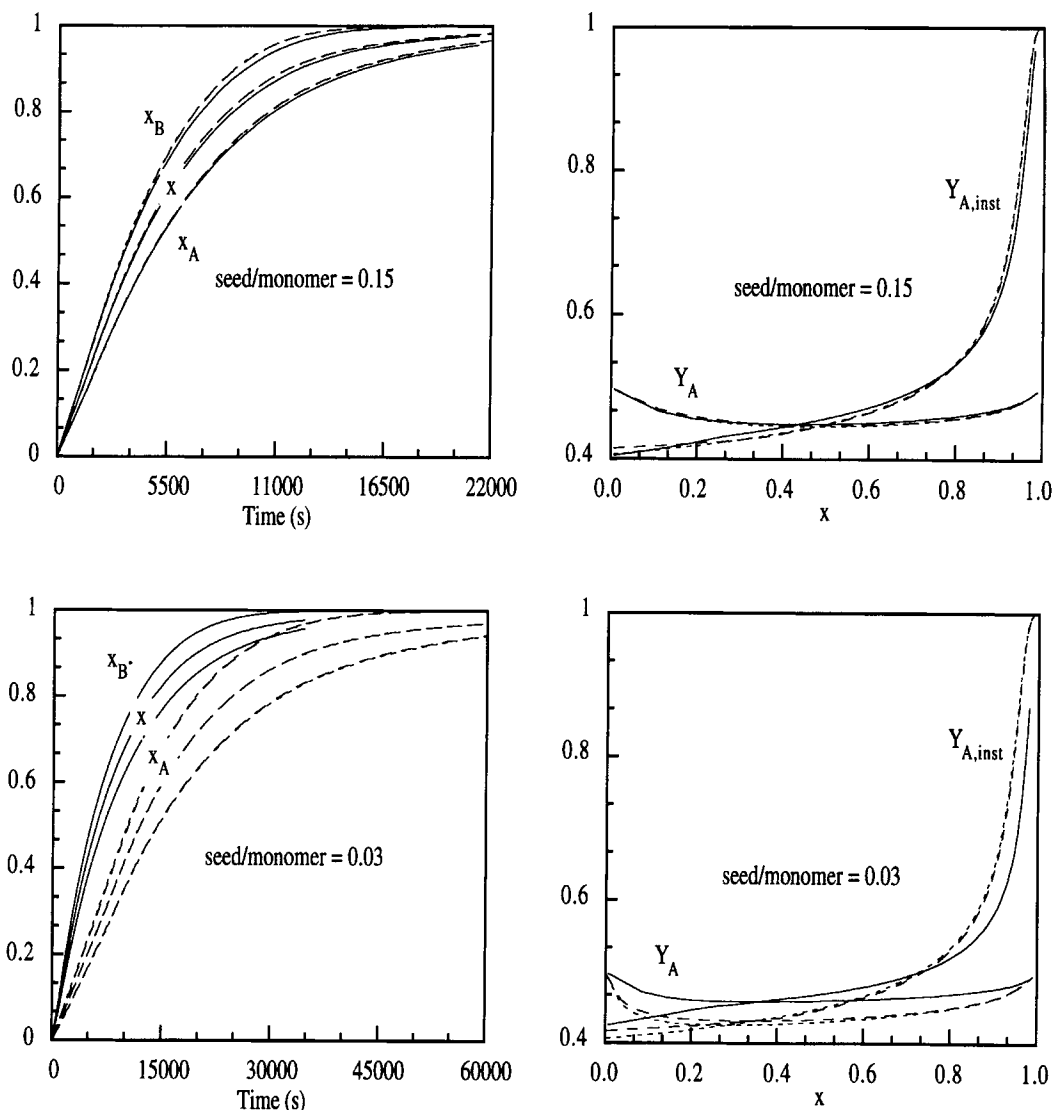 1
0.8
0.6
0.4
0.2
0
x_B
x
x_A
seed/monomer = 0.15
0 5500 11000 16500 22000
Time (s)
1
0.8
0.6
0.4
Y_A,inst
seed/monomer = 0.15
Y_A
0.0 0.2 0.4 0.6 0.8 1.0
x
1
0.8
0.6
0.4
0.2
0
x_B
x
x_A
seed/monomer = 0.03
0 15000 30000 45000 60000
Time (s)
1
0.8
0.6
0.4
Y_A,inst
seed/monomer = 0.03
Y_A
0.0 0.2 0.4 0.6 0.8 1.0
x